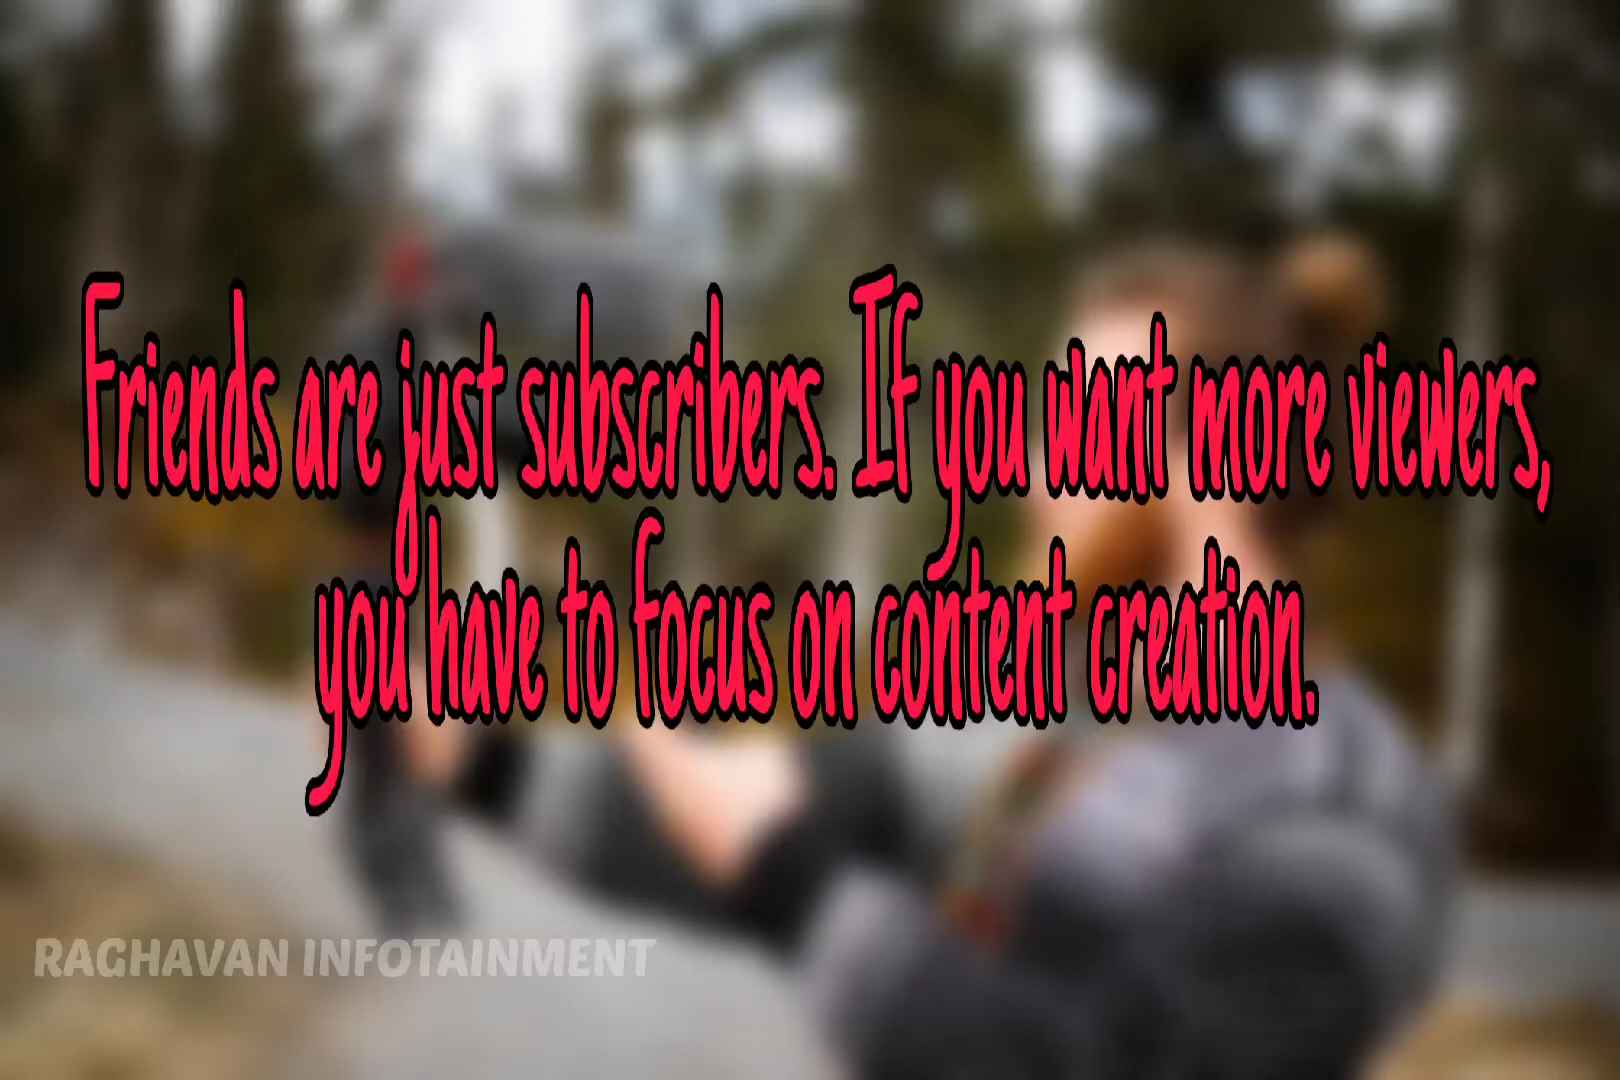 Friends are just subscribers. If you want more viewers,
you have to focus on content creation.
RAGHAVAN INFOTAINMENT